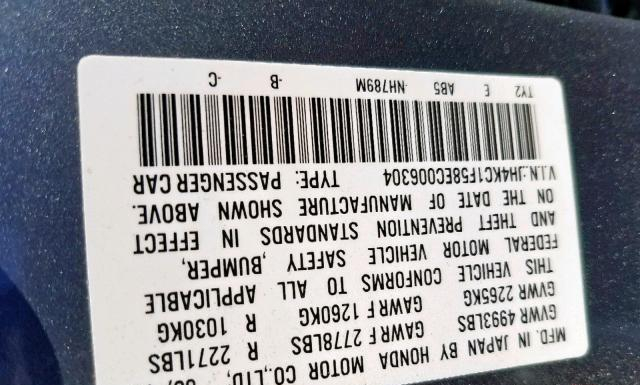 MFD. IN JAPAN BY HONDA MOTOR CO.,LTD,
GVWR 4993LBS GAWR F 2778LBS R 2271LBS
GVWR 2265KG GAWR F 1260KG R 1030KG
THIS VEHICLE CONFORMS TO ALL APPLICABLE
FEDERAL MOTOR VEHICLE SAFETY ,BUMPER,
AND THEFT PREVENTION STANDARDS IN EFFECT
ON THE DATE OF MANUFACTURE SHOWN ABOVE.
V.I.N.:JH4KC1F58EC006304 TYPE: PASSENGER CAR
TY2 E AB5 -NH789M -B -C